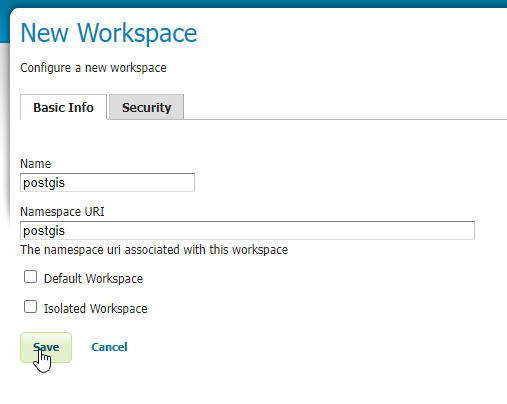 New Workspace
Configure a new workspace
Basic Info
Security
Name
postgis
Namespace URI
postgis
The namespace uri associated with this workspace
Default Workspace
Isolated Workspace
Save
Cancel